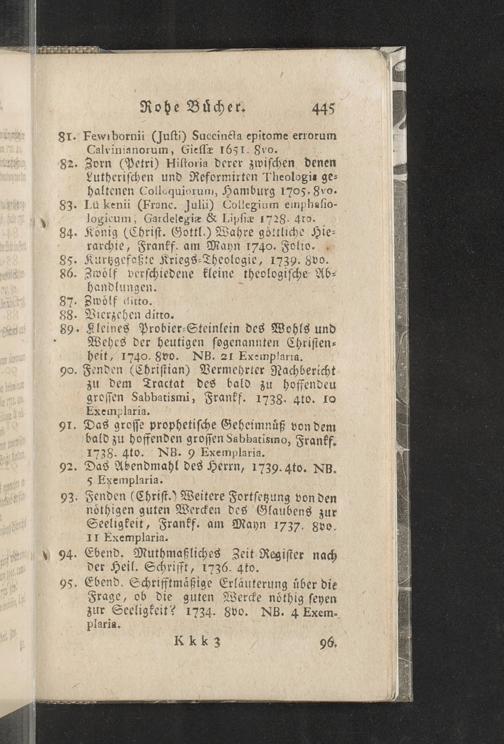 Rohe Bücher. 445
81. Fewrbornii (Justi) Succincta epitome errorum
Calvinianorum, Giessæ 1651. 8vo.
82. Zorn (Petri) Historia derer zwischen denen
Lutherischen und Reformirten Theologis ge-
haltenen Colloquiorum, Hamburg 1705. 8vo.
83. Lükenii (Franc. Julii) Collegium emphasio-
logicum, Gardelegiæ & Lipsiæ 1728. 4to.
84. König (Christ. Gottl.) Wahre göttliche Hie-
rarchie, Frankf. am Mayn 1740. Folio.
85. Kurtzgefaßte Kriegs-Theologie, 1739. 8vo.
86. Zwölf verschiedene kleine theologische Ab-
handlungen.
87. Zwölf ditto.
88. Vierzehen ditto.
89. Kleines Probier-Steinlein des Wohls und
Wehes der heutigen sogenannten Christen-
heit, 1740. 8vo. NB. 21 Exemplaria.
90. Fenden (Christian) Vermehrter Nachbericht
zu dem Tractat des bald zu hoffendeu
grossen Sabbatismi, Frankf. 1738. 4to. 10
Exemplaria.
91. Das grosse prophetische Geheimnüß von dem
bald zu hoffenden grossen Sabbatismo, Frankf.
1738. 4to. NB. 9 Exemplaria.
92. Das Abendmahl des Herrn, 1739. 4to. NB.
5 Exemplaria.
93. Fenden (Christ.) Weitere Fortsetzung von den
nöthigen guten Wercken des Glaubens zur
Seeligkeit, Frankf. am Mayn 1737. 8vo.
11 Exemplaria.
94. Ebend. Muthmaßliches Zeit-Register nach
der Heil. Schrifft, 1736. 4to.
95. Ebend. Schrifftmäßige Erläuterung über die
Frage, ob die guten Wercke nöthig seyen
zur Seeligkeit? 1734. 8vo. NB. 4 Exem-
plaria.
Kkk 3 96.